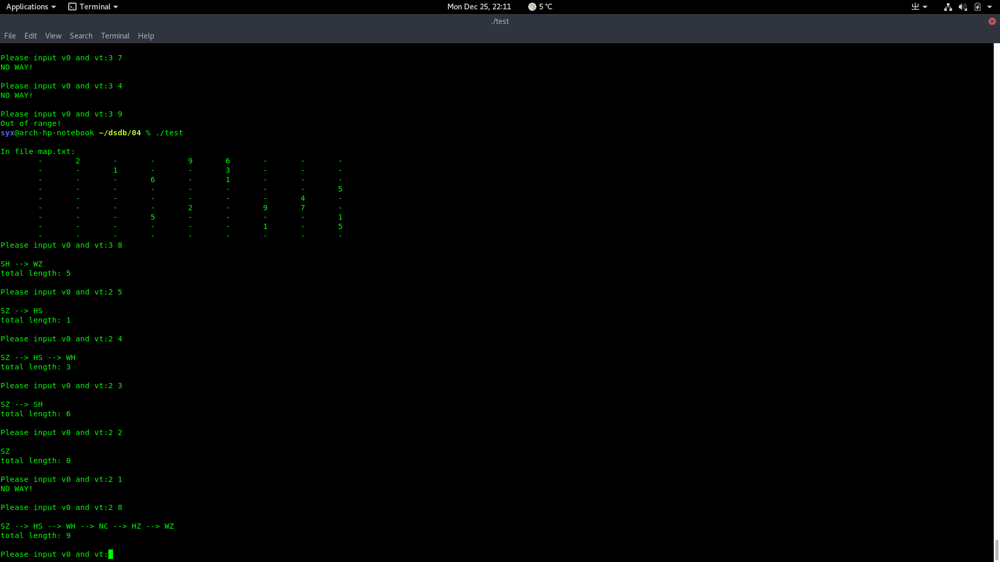 Applications Terminal Mon Dec 25, 22:11 5 °C
./test
File Edit View Search Terminal Help
Please input v0 and vt:3 7
NO WAY!
Please input v0 and vt:3 4
NO WAY!
Please input v0 and vt:3 9
Out of range!
syx@arch-hp-notebook ~/dsdb/04 % ./test
In file map.txt:
- 2 - - 9 6 - - -
- - 1 - - 3 - - -
- - - 6 - 1 - - -
- - - - - - - - 5
- - - - - - - 4 -
- - - - 2 - 9 7 -
- - - 5 - - - - 1
- - - - - - 1 - 5
- - - - - - - - -
Please input v0 and vt:3 8
SH --> WZ
total length: 5
Please input v0 and vt:2 5
SZ --> HS
total length: 1
Please input v0 and vt:2 4
SZ --> HS --> WH
total length: 3
Please input v0 and vt:2 3
SZ --> SH
total length: 6
Please input v0 and vt:2 2
SZ
total length: 0
Please input v0 and vt:2 1
NO WAY!
Please input v0 and vt:2 8
SZ --> HS --> WH --> NC --> HZ --> WZ
total length: 9
Please input v0 and vt: